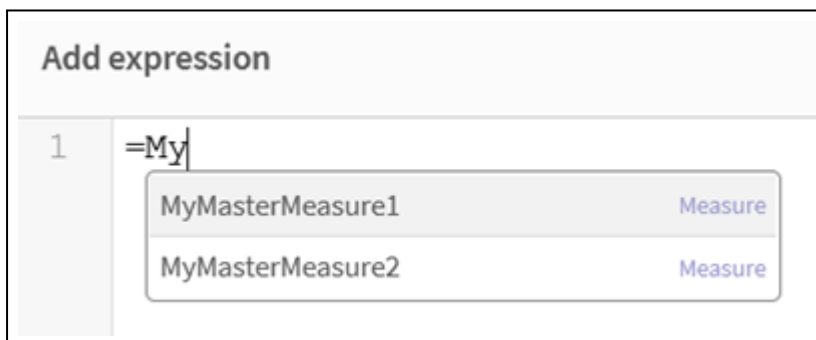 Add expression
1 =My
MyMasterMeasure1 Measure
MyMasterMeasure2 Measure